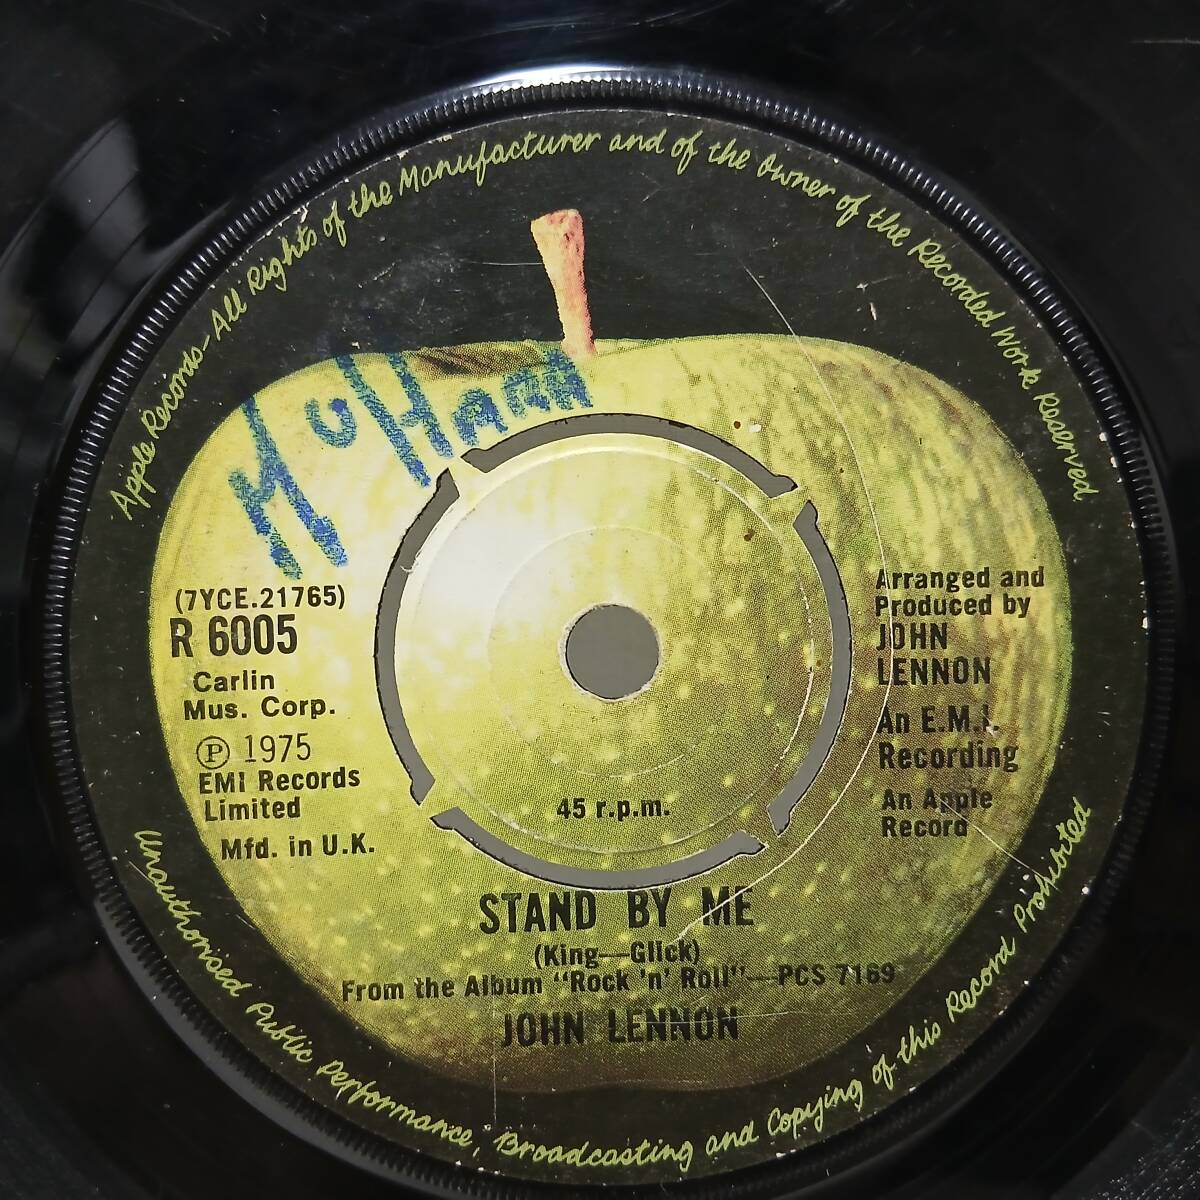 Apple Records - All Rights of the Manufacturer and of the Owner of the Recorded Work Reserved
(7YCE.21765)
R 6005
Carlin
Mus. Corp.
℗ 1975
EMI Records
Limited
Mfd. in U.K.
Arranged and
Produced by
JOHN
LENNON
An E.M.I.
Recording
An Apple
Record
45 r.p.m.
STAND BY ME
(King—Glick)
From the Album "Rock 'n' Roll"—PCS 7169
JOHN LENNON
Unauthorised Public Performance, Broadcasting and Copying of this Record Prohibited